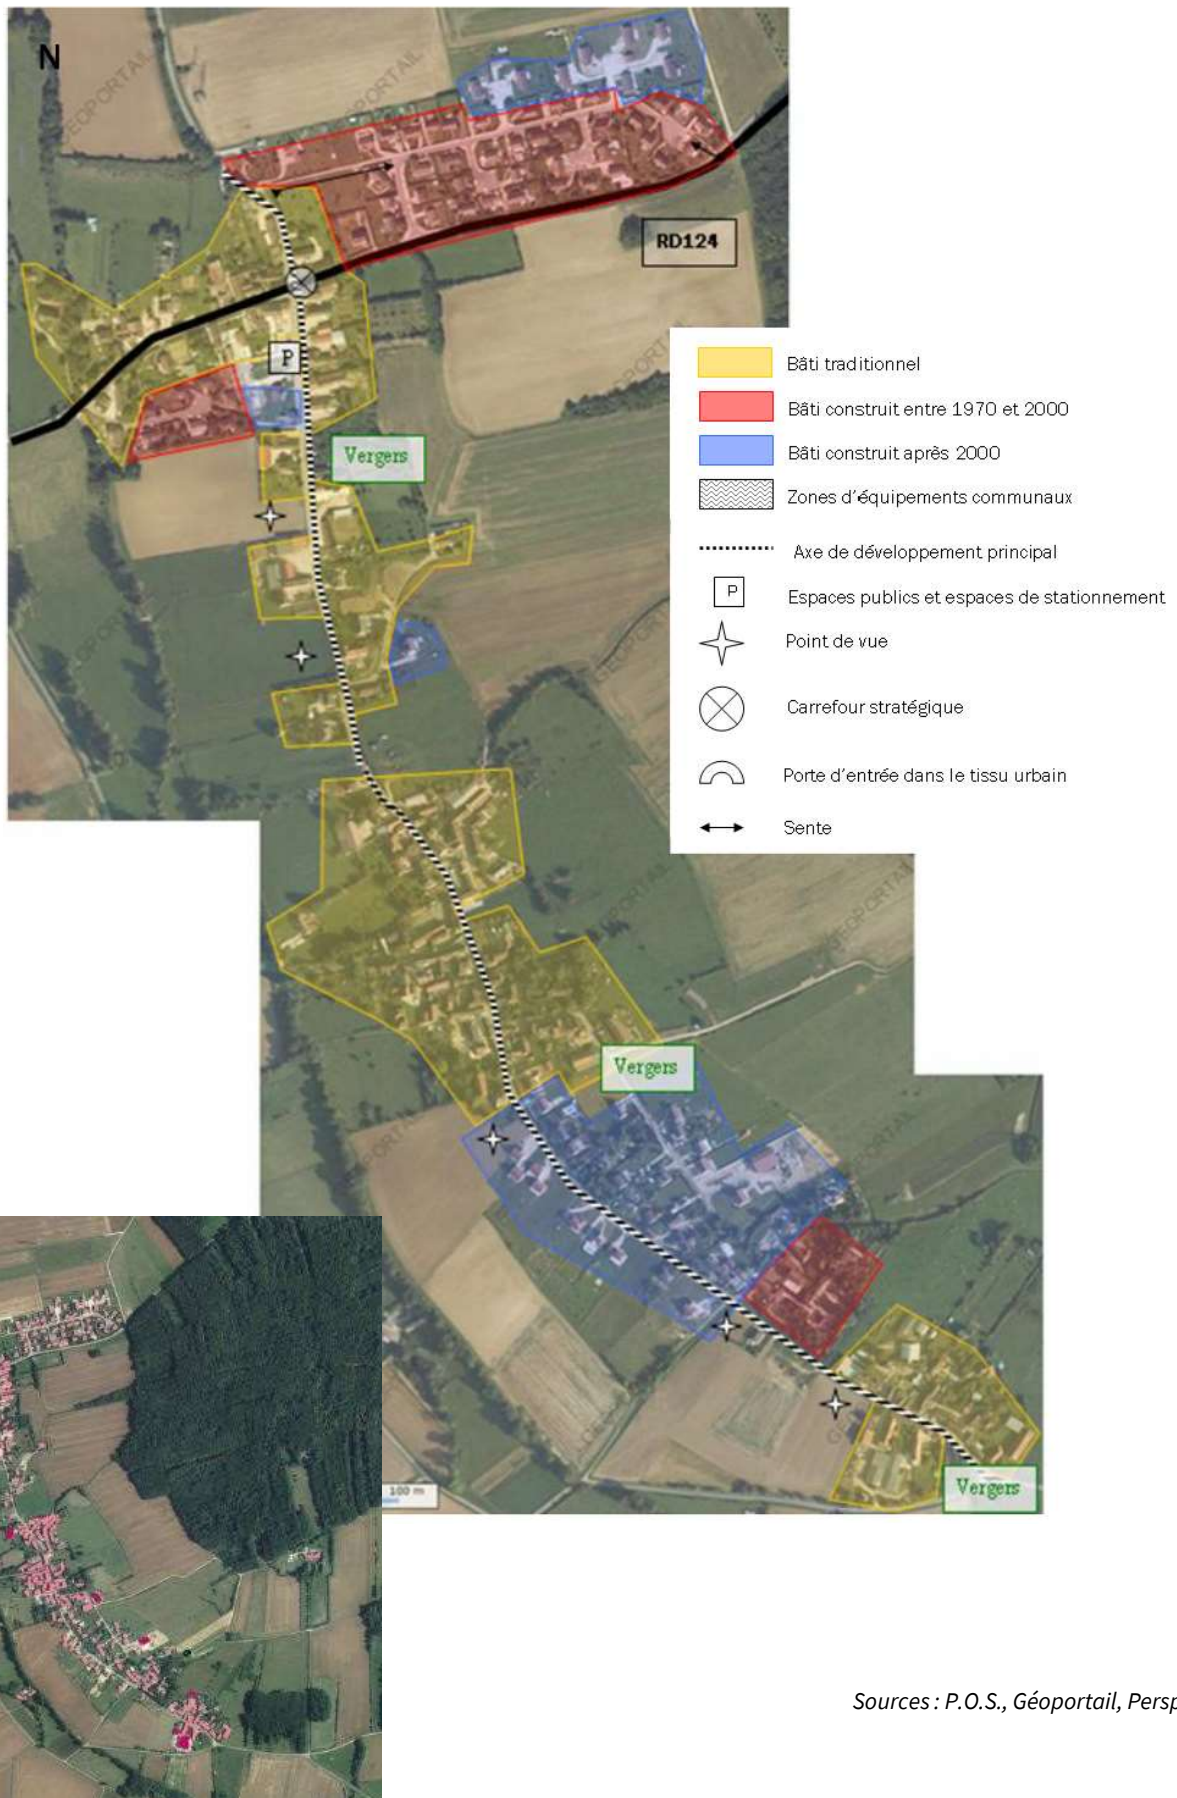 N
GEOPORTAIL
GEOPORTAIL
RD124
P
Vergers
Bâti traditionnel
Bâti construit entre 1970 et 2000
Bâti construit après 2000
Zones d'équipements communaux
Axe de développement principal
P
Espaces publics et espaces de stationnement
Point de vue
Carrefour stratégique
Porte d'entrée dans le tissu urbain
Sente
Vergers
Vergers
100 m
Sources : P.O.S., Géoportail, Persp